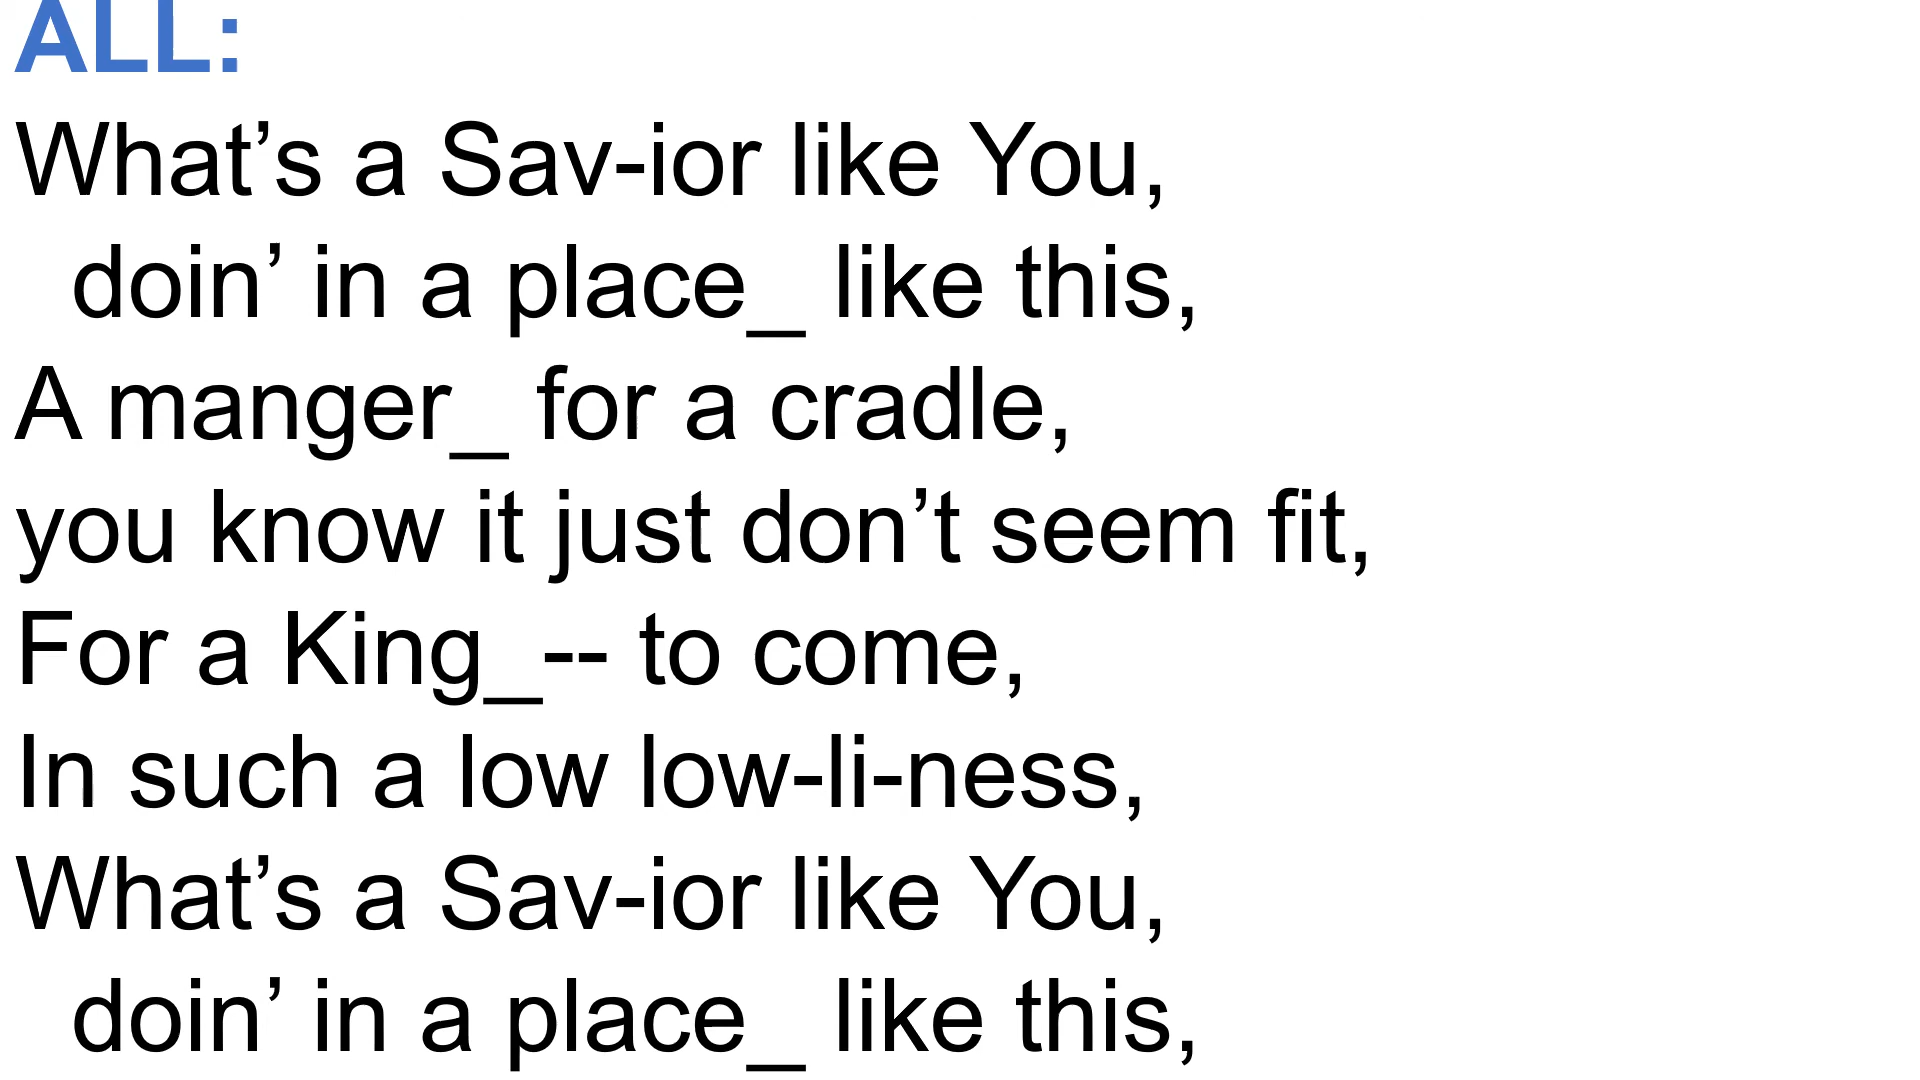 ALL:
What’s a Sav-ior like You,
doin’ in a place_ like this,
A manger_ for a cradle,
you know it just don’t seem fit,
For a King_-- to come,
In such a low low-li-ness,
What’s a Sav-ior like You,
doin’ in a place_ like this,